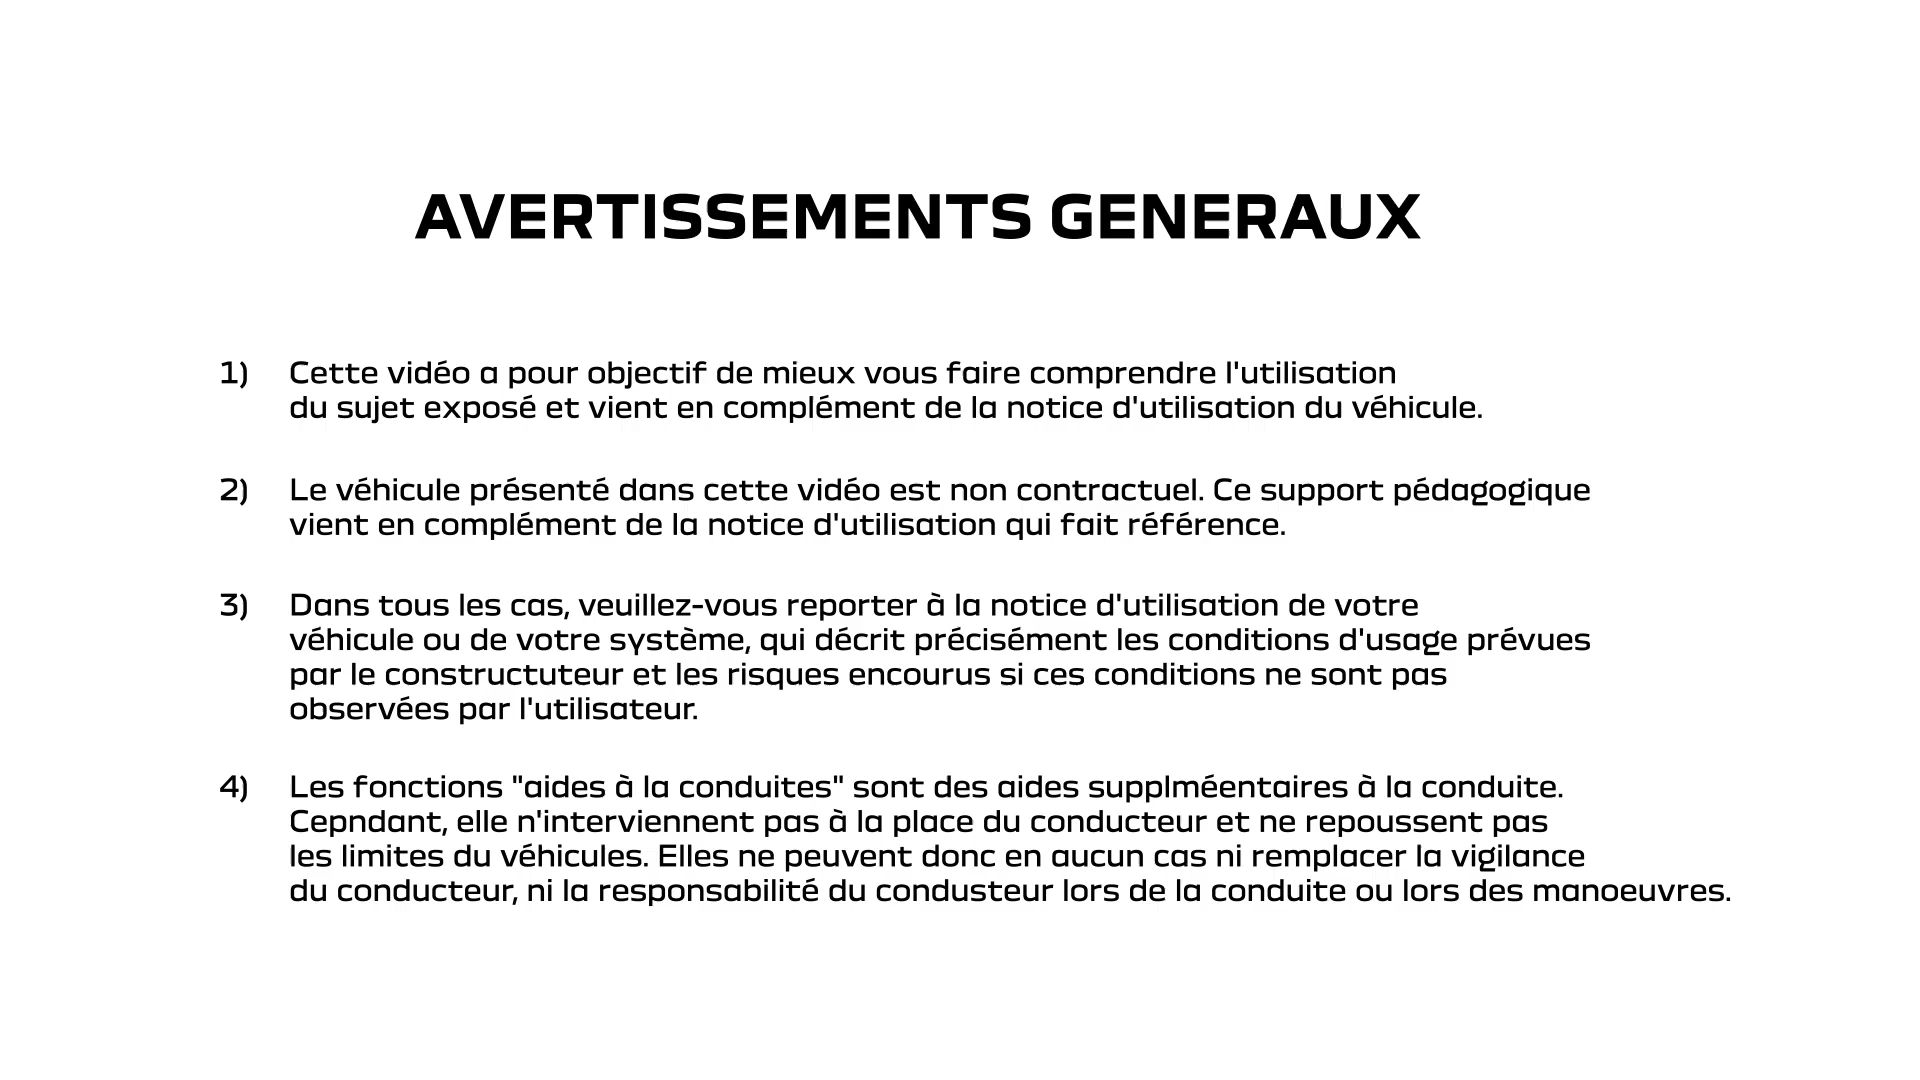 AVERTISSEMENTS GENERAUX
1) Cette vidéo a pour objectif de mieux vous faire comprendre l'utilisation
du sujet exposé et vient en complément de la notice d'utilisation du véhicule.
2) Le véhicule présenté dans cette vidéo est non contractuel. Ce support pédagogique
vient en complément de la notice d'utilisation qui fait référence.
3) Dans tous les cas, veuillez-vous reporter à la notice d'utilisation de votre
véhicule ou de votre système, qui décrit précisément les conditions d'usage prévues
par le constructuteur et les risques encourus si ces conditions ne sont pas
observées par l'utilisateur.
4) Les fonctions "aides à la conduites" sont des aides supplméentaires à la conduite.
Cepndant, elle n'interviennent pas à la place du conducteur et ne repoussent pas
les limites du véhicules. Elles ne peuvent donc en aucun cas ni remplacer la vigilance
du conducteur, ni la responsabilité du condusteur lors de la conduite ou lors des manoeuvres.